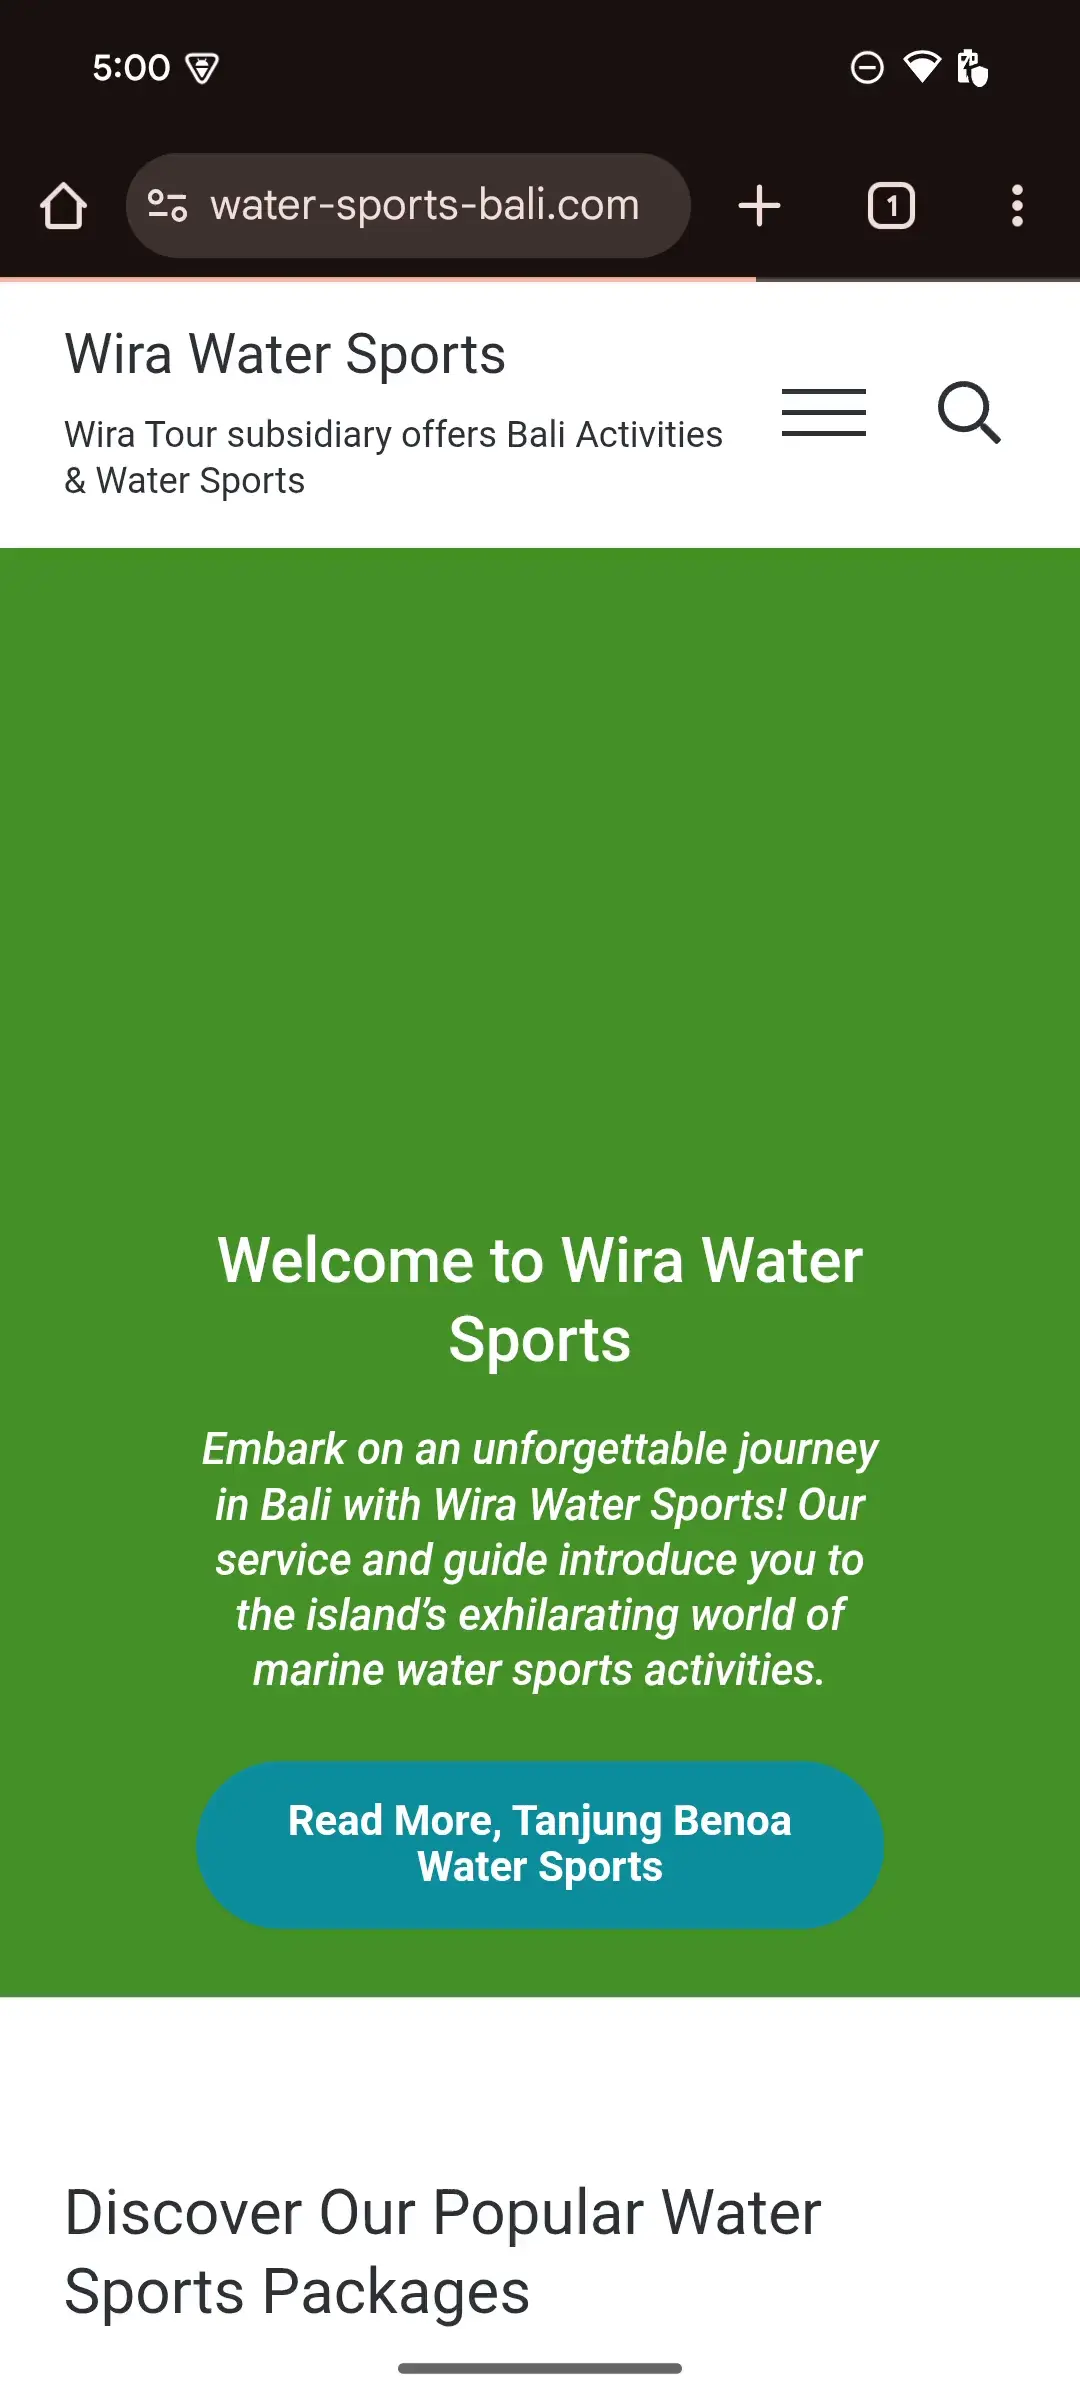 5:00
water-sports-bali.com
1
Wira Water Sports
Wira Tour subsidiary offers Bali Activities
& Water Sports
Welcome to Wira Water
Sports
Embark on an unforgettable journey
in Bali with Wira Water Sports! Our
service and guide introduce you to
the island’s exhilarating world of
marine water sports activities.
Read More, Tanjung Benoa
Water Sports
Discover Our Popular Water
Sports Packages